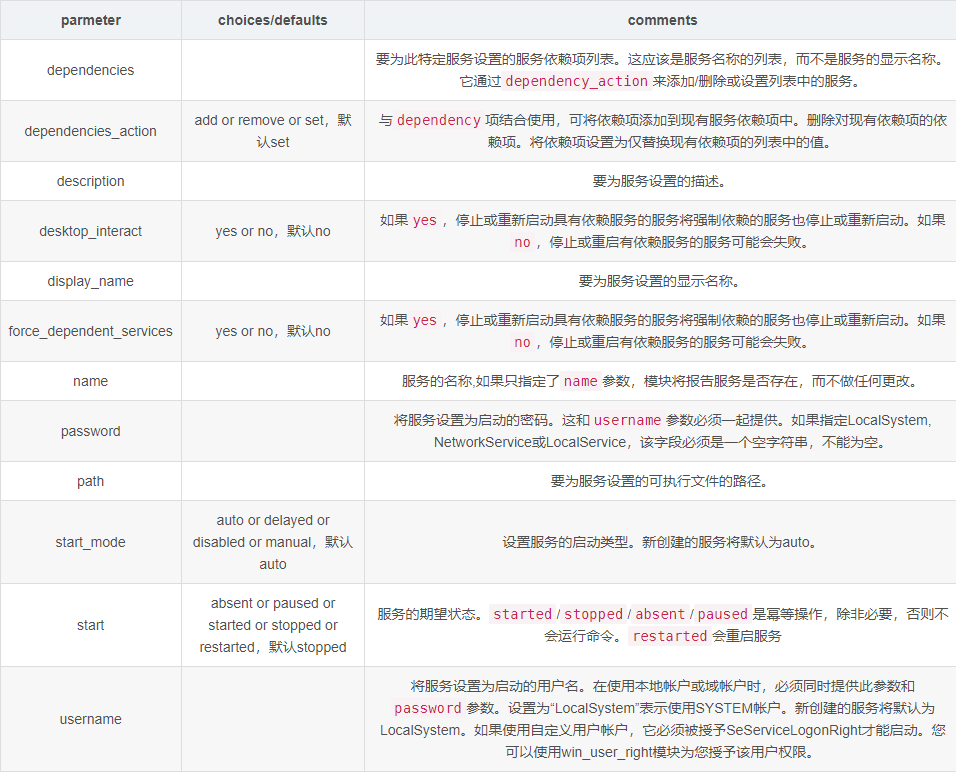 parmeter choices/defaults comments
dependencies
要为此特定服务设置的服务依赖项列表。这应该是服务名称的列表，而不是服务的显示名称。
它通过 dependency_action 来添加/删除或设置列表中的服务。
dependencies_action
add or remove or set，默
认set
与 dependency 项结合使用，可将依赖项添加到现有服务依赖项中。删除对现有依赖项的依
赖项。将依赖项设置为仅替换现有依赖项的列表中的值。
description
要为服务设置的描述。
desktop_interact
yes or no，默认no
如果 yes ，停止或重新启动具有依赖服务的服务将强制依赖的服务也停止或重新启动。如果
no ，停止或重启有依赖服务的服务可能会失败。
display_name
要为服务设置的显示名称。
force_dependent_services
yes or no，默认no
如果 yes ，停止或重新启动具有依赖服务的服务将强制依赖的服务也停止或重新启动。如果
no ，停止或重启有依赖服务的服务可能会失败。
name
服务的名称,如果只指定了 name 参数，模块将报告服务是否存在，而不做任何更改。
password
将服务设置为启动的密码。这和 username 参数必须一起提供。如果指定LocalSystem,
NetworkService或LocalService，该字段必须是一个空字符串，不能为空。
path
要为服务设置的可执行文件的路径。
start_mode
auto or delayed or
disabled or manual，默认
auto
设置服务的启动类型。新创建的服务将默认为auto。
start
absent or paused or
started or stopped or
restarted，默认stopped
服务的期望状态。 started / stopped / absent / paused 是幂等操作，除非必要，否则不
会运行命令。 restarted 会重启服务
username
将服务设置为启动的用户名。在使用本地帐户或域帐户时，必须同时提供此参数和
password 参数。设置为“LocalSystem”表示使用SYSTEM帐户。新创建的服务将默认为
LocalSystem。如果使用自定义用户帐户，它必须被授予SeServiceLogonRight才能启动。您
可以使用win_user_right模块为您授予该用户权限。